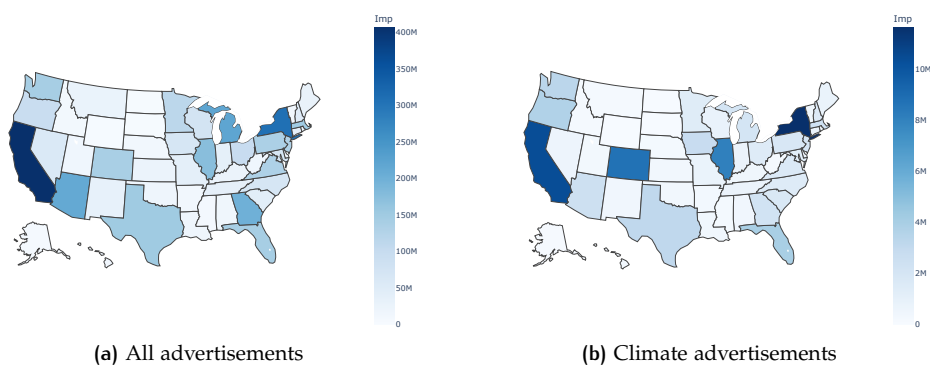 Imp
400M
350M
300M
250M
200M
150M
100M
50M
0
(a) All advertisements
Imp
10M
8M
6M
4M
2M
0
(b) Climate advertisements